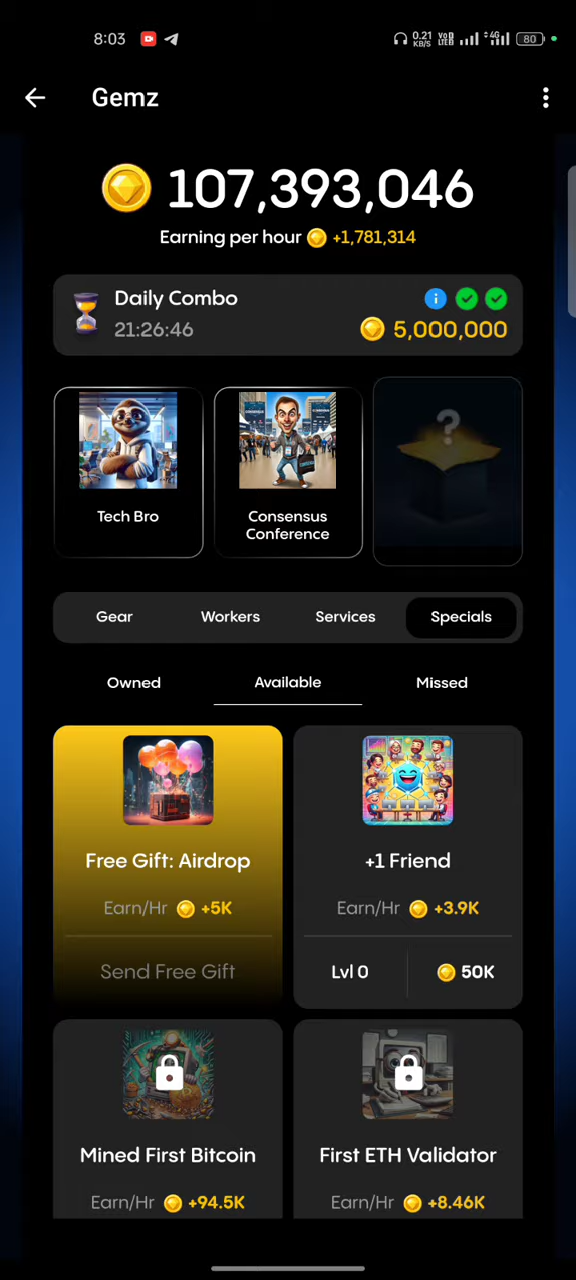 8:03
0.21 KB/S
Vo LTE
4G
80
Gemz
107,393,046
Earning per hour +1,781,314
Daily Combo
21:26:46
5,000,000
?
Tech Bro
Consensus
Conference
Gear Workers Services Specials
Owned Available Missed
Free Gift: Airdrop
Earn/Hr +5K
Send Free Gift
+1 Friend
Earn/Hr +3.9K
Lvl 0 50K
Mined First Bitcoin
Earn/Hr +94.5K
First ETH Validator
Earn/Hr +8.46K